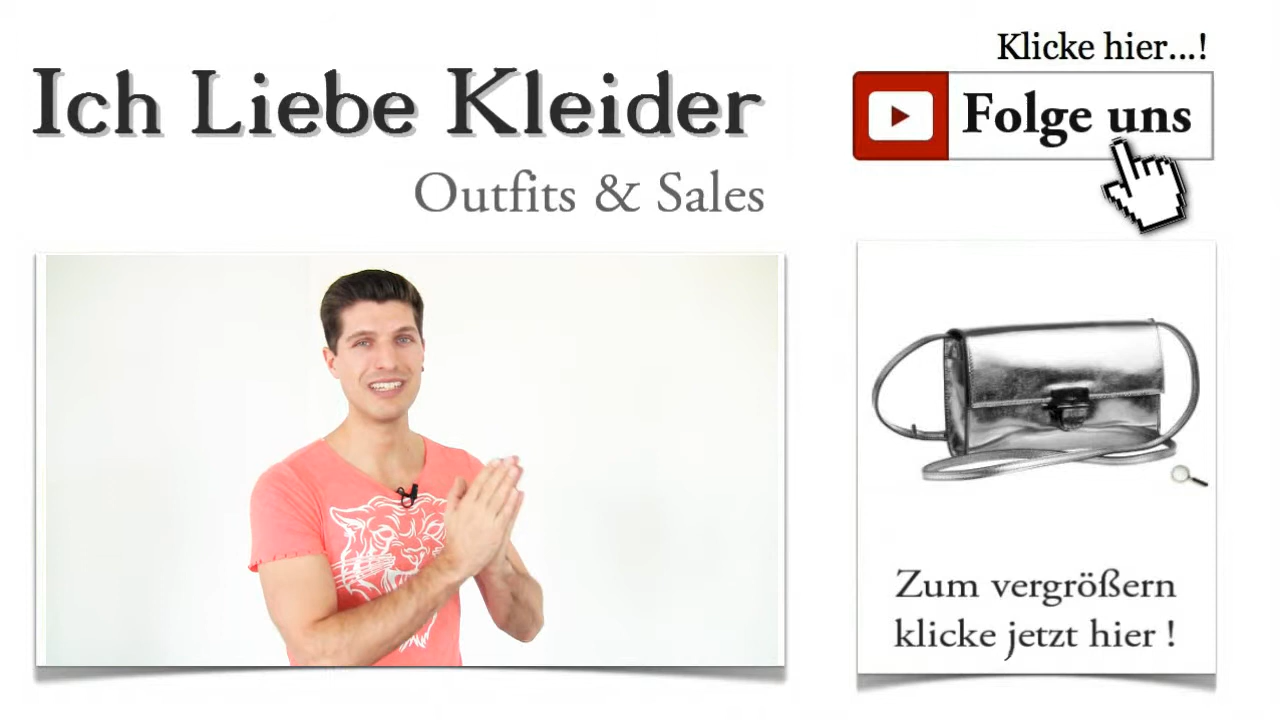 Ich Liebe Kleider
Outfits & Sales
Klicke hier...!
Folge uns
Zum vergrößern
klicke jetzt hier !